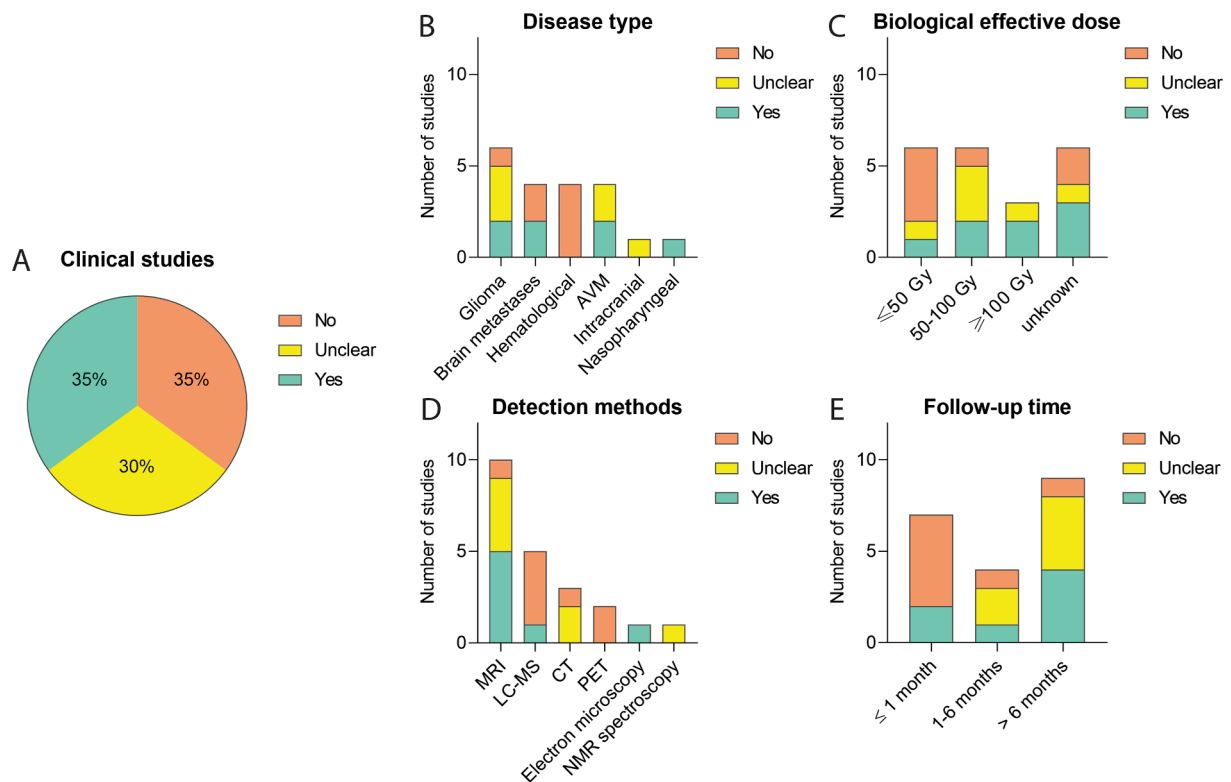 A
Clinical studies
35%
35%
30%
No
Unclear
Yes
B
Disease type
Number of studies
10
5
0
No
Unclear
Yes
Glioma
Brain metastases
Hematological
AVM
Intracranial
Nasopharyngeal
C
Biological effective dose
Number of studies
10
5
0
No
Unclear
Yes
⩽50 Gy
50-100 Gy
⩾100 Gy
unknown
D
Detection methods
Number of studies
10
5
0
No
Unclear
Yes
MRI
LC-MS
CT
PET
Electron microscopy
NMR spectroscopy
E
Follow-up time
Number of studies
10
5
0
No
Unclear
Yes
≤ 1 month
1-6 months
> 6 months